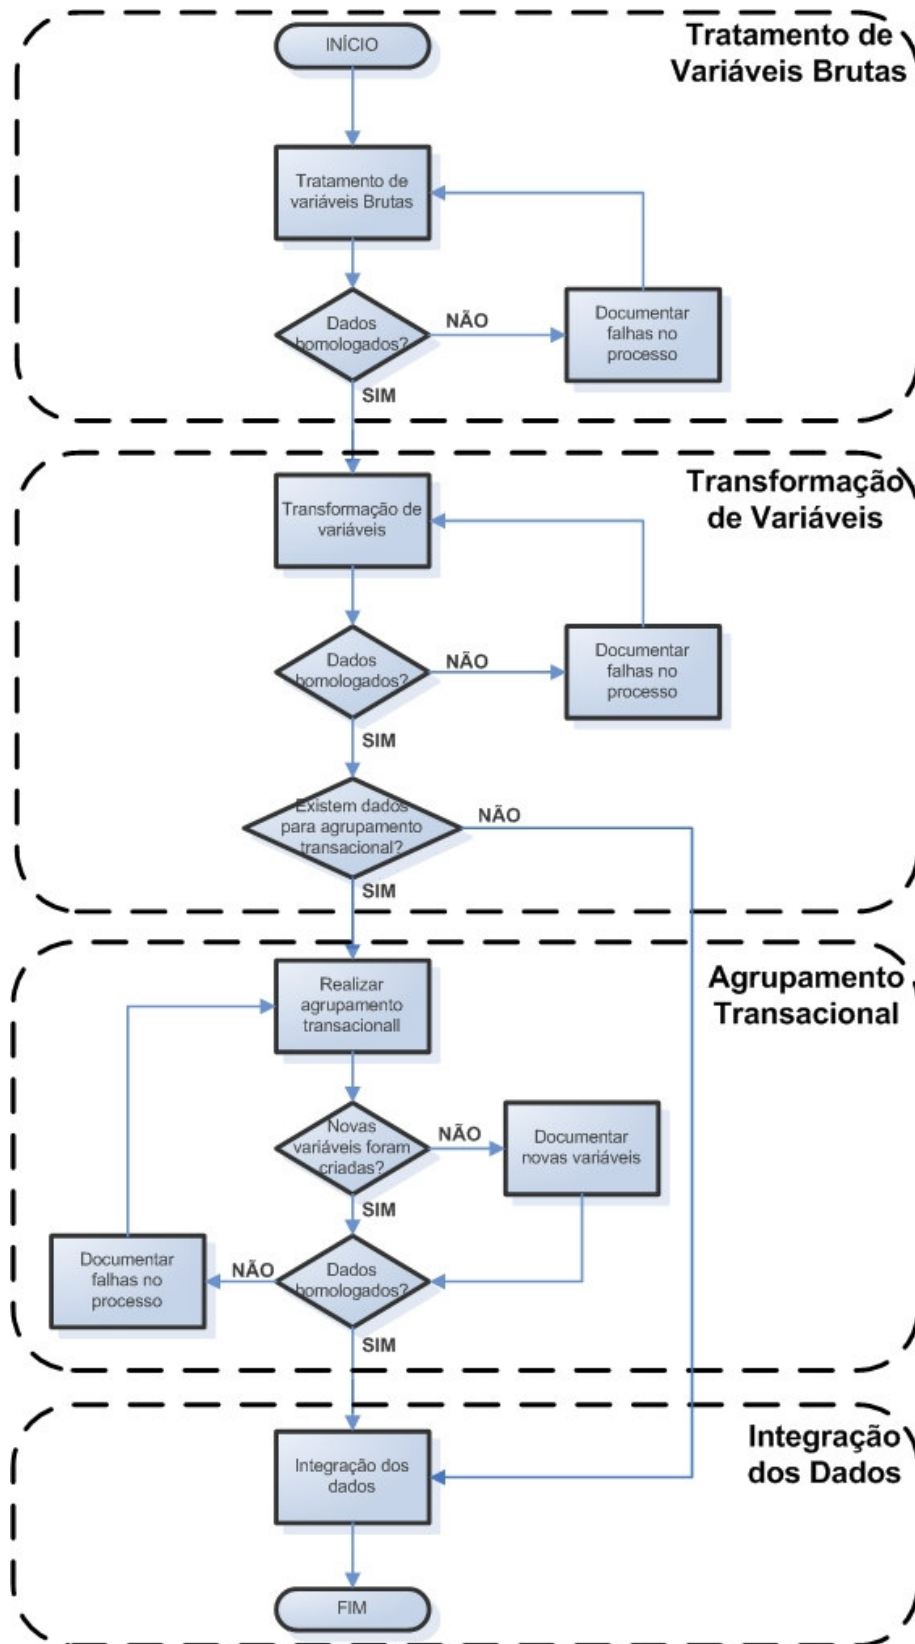 Tratamento de
Variáveis Brutas
INÍCIO
Tratamento de
variáveis Brutas
Dados
homologados?
NÃO
Documentar
falhas no
processo
SIM
Transformação
de Variáveis
Transformação de
variáveis
Dados
homologados?
NÃO
Documentar
falhas no
processo
SIM
Existem dados
para agrupamento
transacional?
NÃO
SIM
Agrupamento
Transacional
Realizar
agrupamento
transacionall
Novas
variáveis foram
criadas?
NÃO
Documentar
novas variáveis
SIM
Dados
homologados?
NÃO
Documentar
falhas no
processo
SIM
Integração
dos Dados
Integração dos
dados
FIM